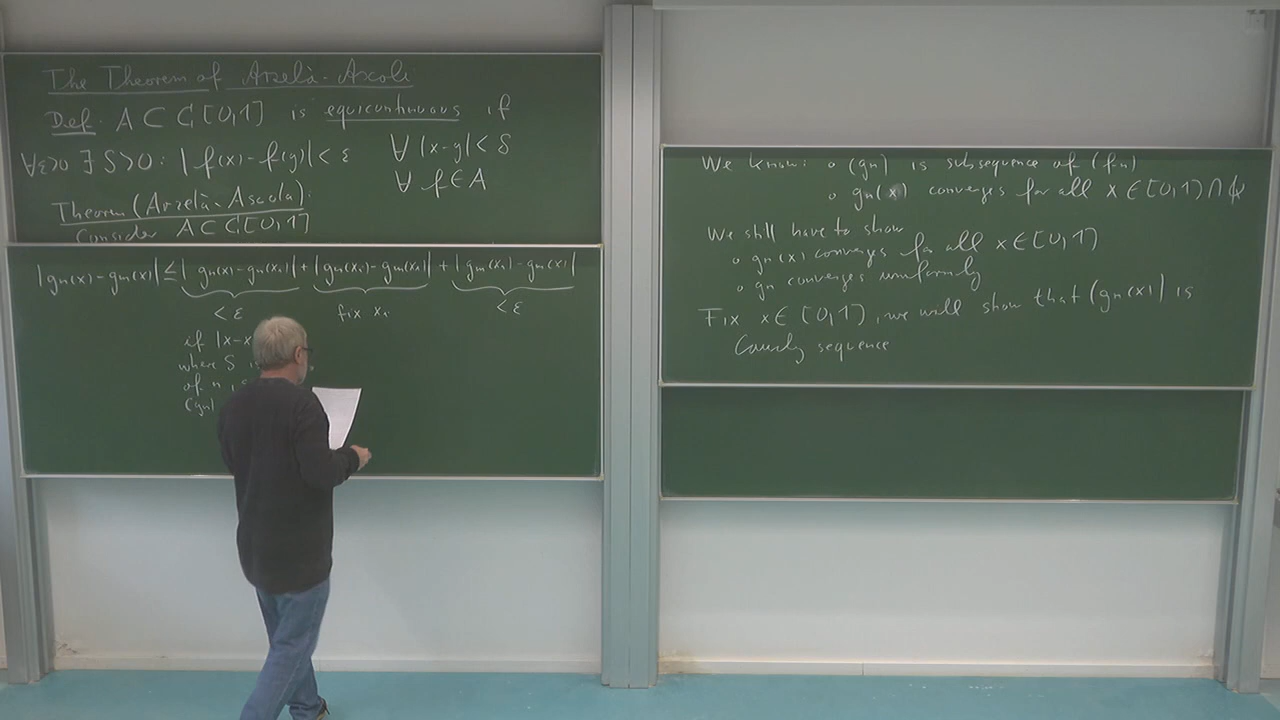 The Theorem of Arzelà-Ascoli
Def. A ⊂ C[0,1] is equicontinuous if
∀ε>0 ∃ δ>0: |f(x)-f(y)| < ε ∀ |x-y| < δ
∀ f ∈ A
Theorem (Arzelà-Ascola):
Consider A ⊂ C[0,1]
|gn(x)-gm(x)| ≤ |gn(x)-gn(x₁)| + |gn(x₁)-gm(x₁)| + |gm(x₁)-gm(x)|
< ε fix x₁ < ε
if |x-x
where δ
of n
(gn)
We know: o (gn) is subsequence of (fn)
o gn(x) converges for all x ∈ [0,1] ∩ ℚ
We still have to show
o gn(x) converges for all x ∈ [0,1]
o gn converges uniformly
Fix x ∈ [0,1], we will show that (gn(x)) is
Cauchy sequence